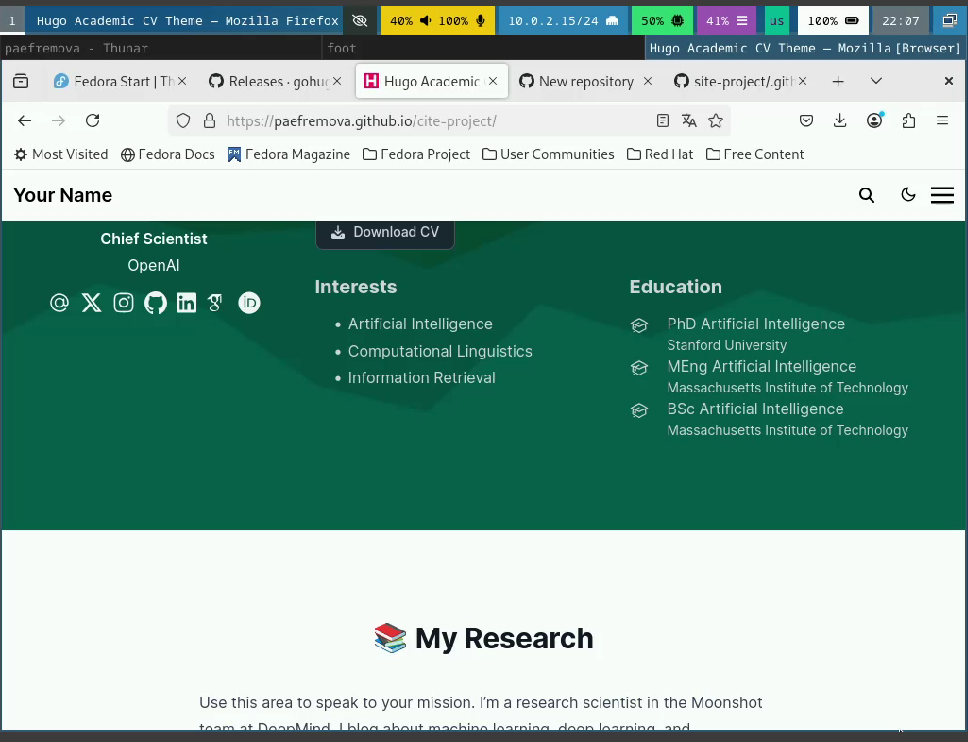 1 Hugo Academic CV Theme — Mozilla Firefox 40% 100% 10.0.2.15/24 50% 41% us 100% 22:07
paefremova - Thunar foot Hugo Academic CV Theme — Mozilla [Browser]
Fedora Start | Th Releases · gohug Hugo Academic New repository site-project/.gith
https://paefremova.github.io/cite-project/
Most Visited Fedora Docs Fedora Magazine Fedora Project User Communities Red Hat Free Content
Your Name
Chief Scientist
OpenAI
Download CV
Interests
• Artificial Intelligence
• Computational Linguistics
• Information Retrieval
Education
PhD Artificial Intelligence
Stanford University
MEng Artificial Intelligence
Massachusetts Institute of Technology
BSc Artificial Intelligence
Massachusetts Institute of Technology
📚 My Research
Use this area to speak to your mission. I'm a research scientist in the Moonshot
team at DeepMind. I blog about machine learning, deep learning, and